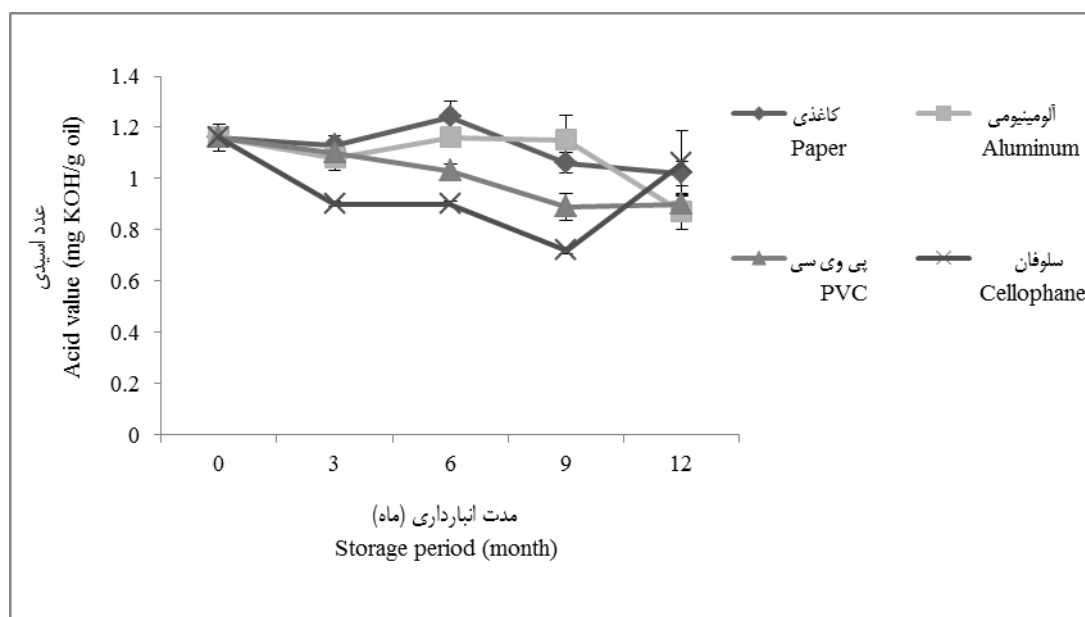 1.4
1.2
1
0.8
0.6
0.4
0.2
0
عدد اسیدی
Acid value (mg KOH/g oil)
0 3 6 9 12
مدت انبارداری (ماه)
Storage period (month)
کاغذی
Paper
آلومینیومی
Aluminum
پی وی سی
PVC
سلوفان
Cellophane